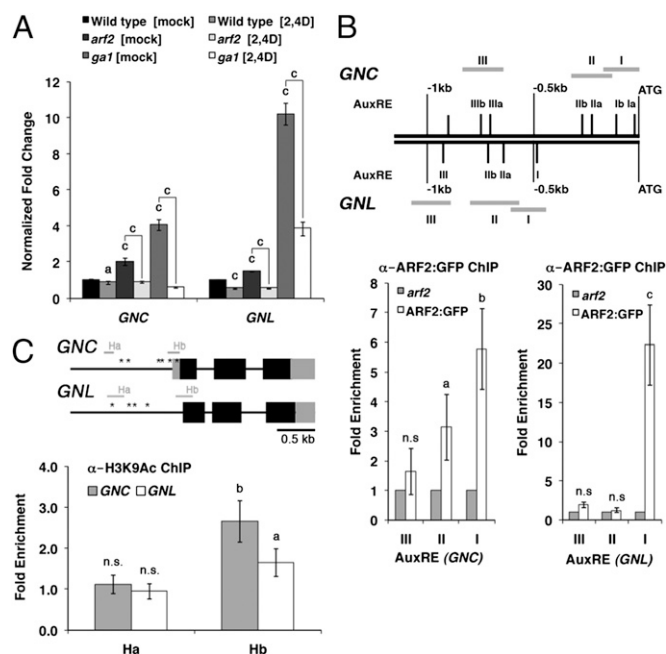 A
Wild type [mock]
Wild type [2,4D]
arf2 [mock]
arf2 [2,4D]
ga1 [mock]
ga1 [2,4D]
Normalized Fold Change
12
10
8
6
4
2
0
a
c
c
c
c
c
c
c
c
c
c
GNC
GNL
B
GNC
III
II
I
-1kb
-0.5kb
ATG
AuxRE
IIIb IIIa
IIb IIa
Ib Ia
AuxRE
III
IIb IIa
I
-1kb
-0.5kb
ATG
GNL
III
II
I
α-ARF2:GFP ChIP
arf2
ARF2:GFP
Fold Enrichment
8
7
6
5
4
3
2
1
0
n.s
a
b
III
II
I
AuxRE (GNC)
α-ARF2:GFP ChIP
arf2
ARF2:GFP
Fold Enrichment
30
25
20
15
10
5
0
n.s
n.s
c
III
II
I
AuxRE (GNL)
C
GNC
Ha
Hb
** *** *
GNL
Ha
Hb
* ** *
0.5 kb
α-H3K9Ac ChIP
GNC
GNL
Fold Enrichment
4.0
3.0
2.0
1.0
0.0
n.s.
n.s.
b
a
Ha
Hb